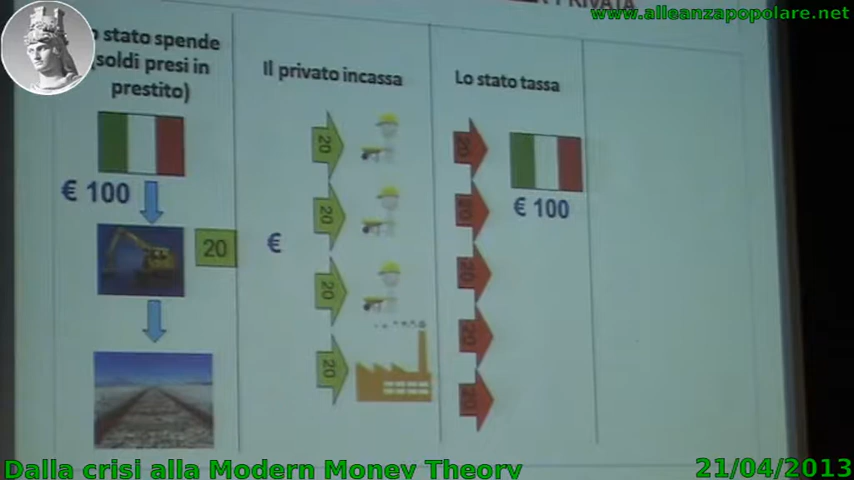 www.alleanzapopolare.net
PRIVATA
stato spende
(soldi presi in
prestito)
Il privato incassa
Lo stato tassa
€ 100
20
€
20
20
20
20
20
20
20
20
20
€ 100
Dalla crisi alla Modern Money Theory
21/04/2013